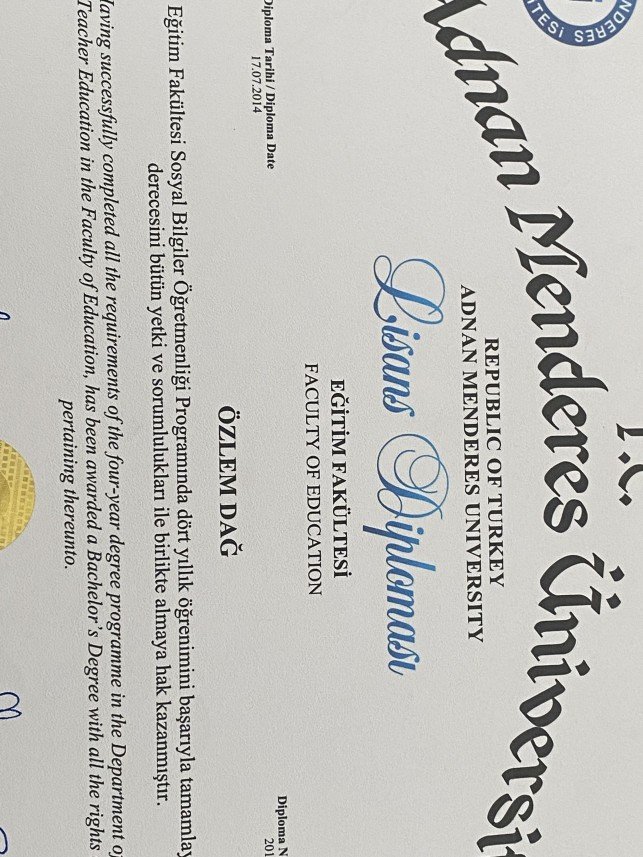 NDERES
TESİ
T.C.
Adnan Menderes Üniversit
REPUBLIC OF TURKEY
ADNAN MENDERES UNIVERSITY
Lisans Diploması
EĞİTİM FAKÜLTESİ
FACULTY OF EDUCATION
Diploma Tarihi / Diploma Date
17.07.2014
Diploma N
201
ÖZLEM DAĞ
Eğitim Fakültesi Sosyal Bilgiler Öğretmenliği Programında dört yıllık öğrenimini başarıyla tamamlay
derecesini bütün yetki ve sorumlulukları ile birlikte almaya hak kazanmıştır.
Having successfully completed all the requirements of the four-year degree programme in the Department of
Teacher Education in the Faculty of Education, has been awarded a Bachelor's Degree with all the rights
pertaining thereunto.